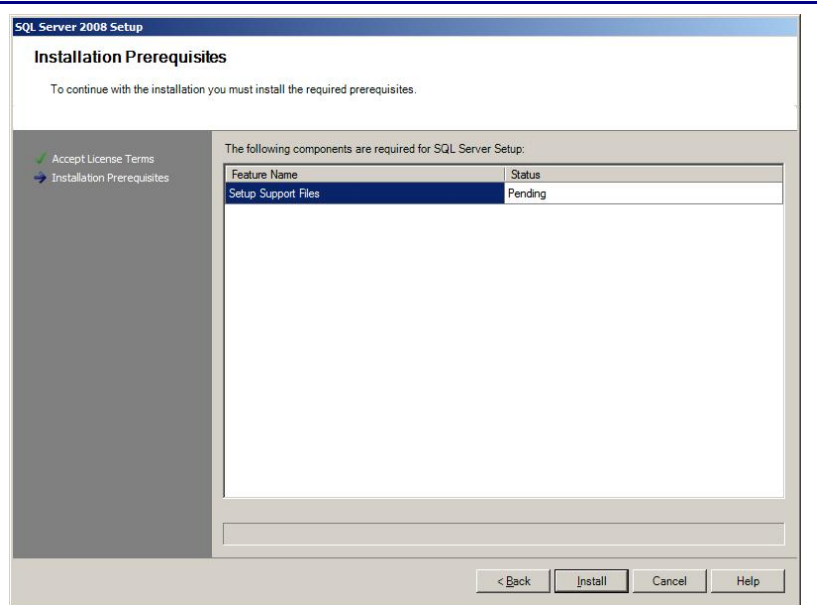 SQL Server 2008 Setup
Installation Prerequisites
To continue with the installation you must install the required prerequisites.
Accept License Terms
Installation Prerequisites
The following components are required for SQL Server Setup:
Feature Name Status
Setup Support Files Pending
< Back Install Cancel Help